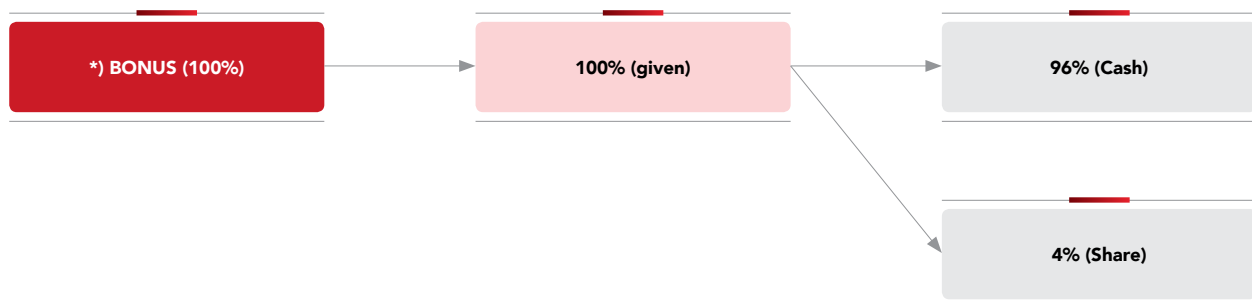 *) BONUS (100%)
100% (given)
96% (Cash)
4% (Share)